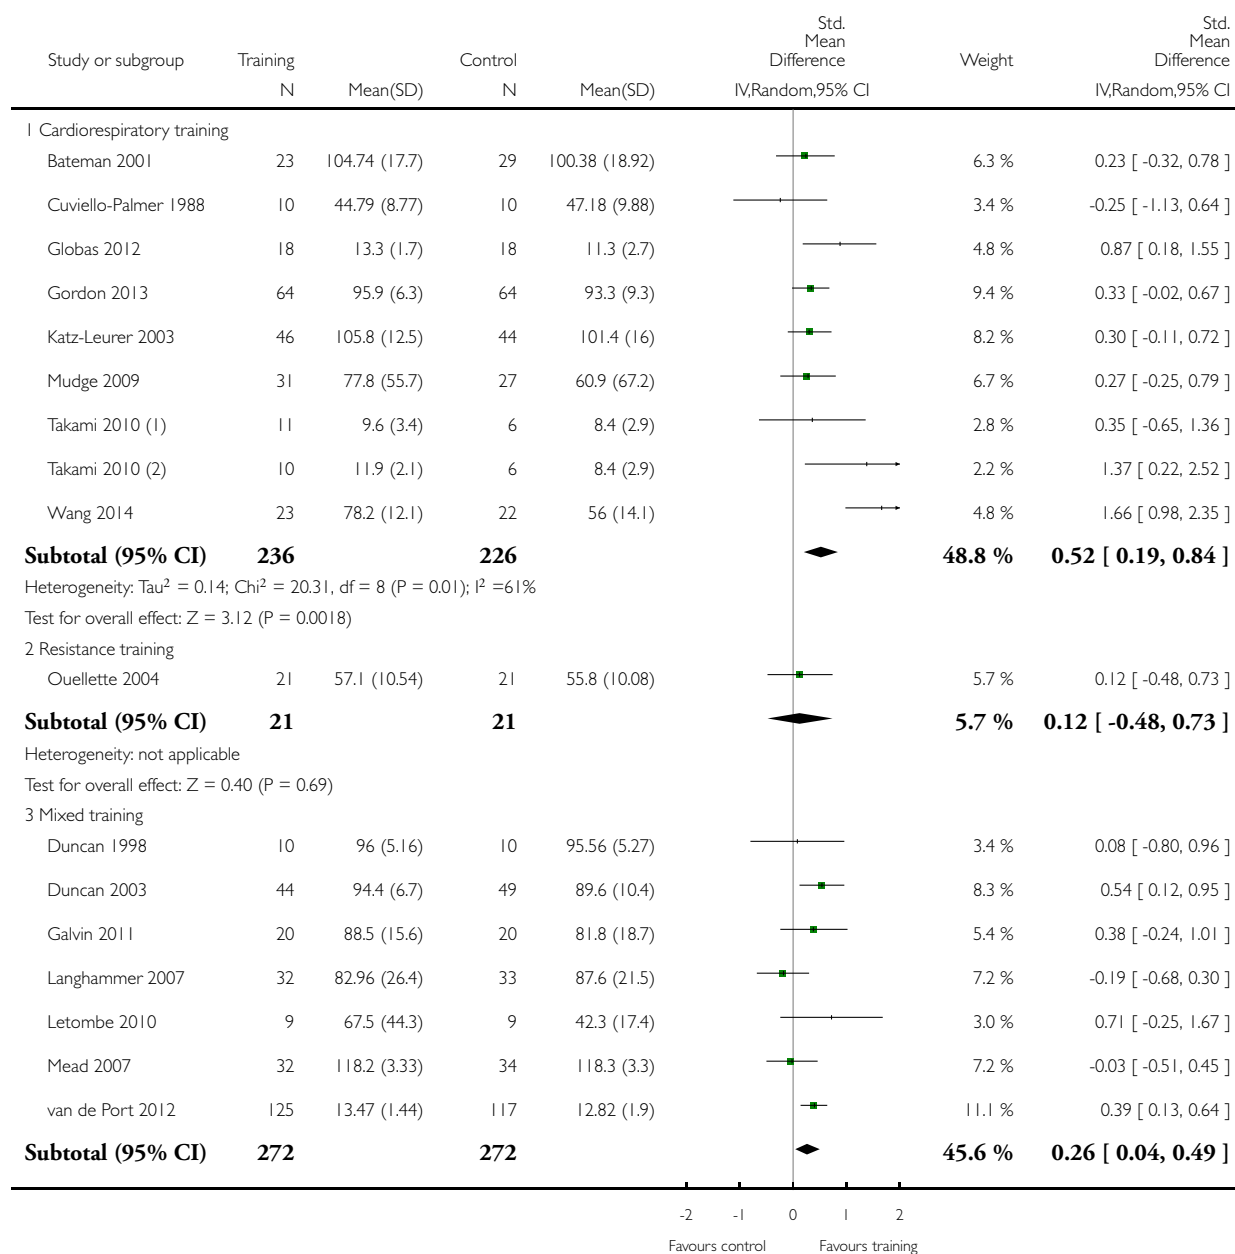 Std. Std.
Mean Mean
Study or subgroup Training Control Difference Weight Difference
N Mean(SD) N Mean(SD) IV,Random,95% CI IV,Random,95% CI
1 Cardiorespiratory training
Bateman 2001 23 104.74 (17.7) 29 100.38 (18.92) 6.3 % 0.23 [ -0.32, 0.78 ]
Cuviello-Palmer 1988 10 44.79 (8.77) 10 47.18 (9.88) 3.4 % -0.25 [ -1.13, 0.64 ]
Globas 2012 18 13.3 (1.7) 18 11.3 (2.7) 4.8 % 0.87 [ 0.18, 1.55 ]
Gordon 2013 64 95.9 (6.3) 64 93.3 (9.3) 9.4 % 0.33 [ -0.02, 0.67 ]
Katz-Leurer 2003 46 105.8 (12.5) 44 101.4 (16) 8.2 % 0.30 [ -0.11, 0.72 ]
Mudge 2009 31 77.8 (55.7) 27 60.9 (67.2) 6.7 % 0.27 [ -0.25, 0.79 ]
Takami 2010 (1) 11 9.6 (3.4) 6 8.4 (2.9) 2.8 % 0.35 [ -0.65, 1.36 ]
Takami 2010 (2) 10 11.9 (2.1) 6 8.4 (2.9) 2.2 % 1.37 [ 0.22, 2.52 ]
Wang 2014 23 78.2 (12.1) 22 56 (14.1) 4.8 % 1.66 [ 0.98, 2.35 ]
Subtotal (95% CI) 236 226 48.8 % 0.52 [ 0.19, 0.84 ]
Heterogeneity: Tau² = 0.14; Chi² = 20.31, df = 8 (P = 0.01); I² =61%
Test for overall effect: Z = 3.12 (P = 0.0018)
2 Resistance training
Ouellette 2004 21 57.1 (10.54) 21 55.8 (10.08) 5.7 % 0.12 [ -0.48, 0.73 ]
Subtotal (95% CI) 21 21 5.7 % 0.12 [ -0.48, 0.73 ]
Heterogeneity: not applicable
Test for overall effect: Z = 0.40 (P = 0.69)
3 Mixed training
Duncan 1998 10 96 (5.16) 10 95.56 (5.27) 3.4 % 0.08 [ -0.80, 0.96 ]
Duncan 2003 44 94.4 (6.7) 49 89.6 (10.4) 8.3 % 0.54 [ 0.12, 0.95 ]
Galvin 2011 20 88.5 (15.6) 20 81.8 (18.7) 5.4 % 0.38 [ -0.24, 1.01 ]
Langhammer 2007 32 82.96 (26.4) 33 87.6 (21.5) 7.2 % -0.19 [ -0.68, 0.30 ]
Letombe 2010 9 67.5 (44.3) 9 42.3 (17.4) 3.0 % 0.71 [ -0.25, 1.67 ]
Mead 2007 32 118.2 (3.33) 34 118.3 (3.3) 7.2 % -0.03 [ -0.51, 0.45 ]
van de Port 2012 125 13.47 (1.44) 117 12.82 (1.9) 11.1 % 0.39 [ 0.13, 0.64 ]
Subtotal (95% CI) 272 272 45.6 % 0.26 [ 0.04, 0.49 ]
-2 -1 0 1 2
Favours control Favours training